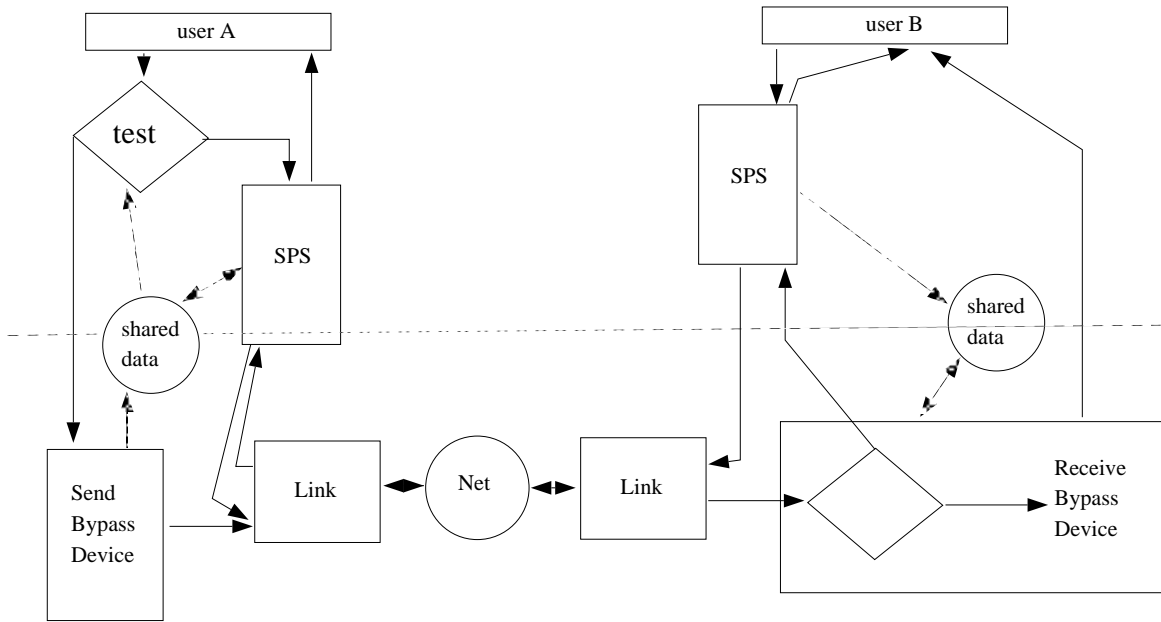 user A
user B
test
SPS
SPS
shared
data
shared
data
Send
Bypass
Device
Link
Net
Link
Receive
Bypass
Device